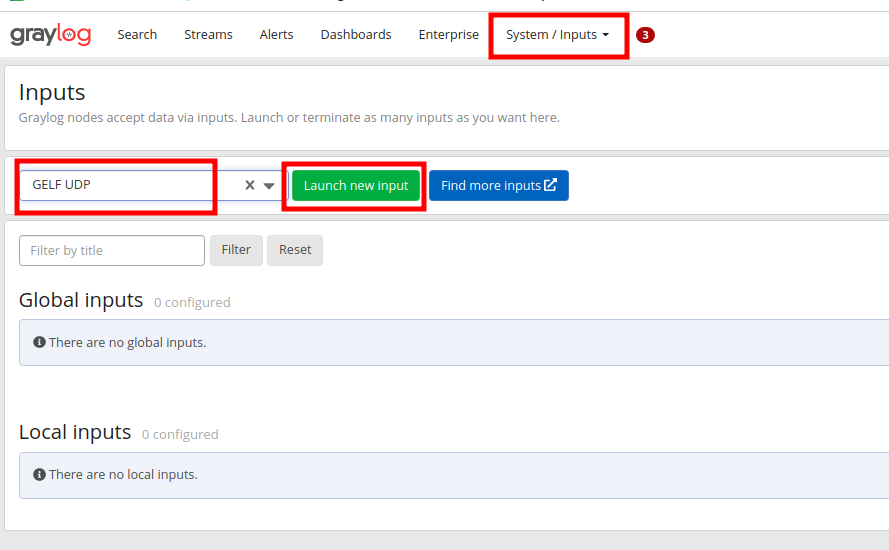 graylog Search Streams Alerts Dashboards Enterprise System / Inputs 3
Inputs
Graylog nodes accept data via inputs. Launch or terminate as many inputs as you want here.
GELF UDP Launch new input Find more inputs
Filter by title Filter Reset
Global inputs 0 configured
There are no global inputs.
Local inputs 0 configured
There are no local inputs.